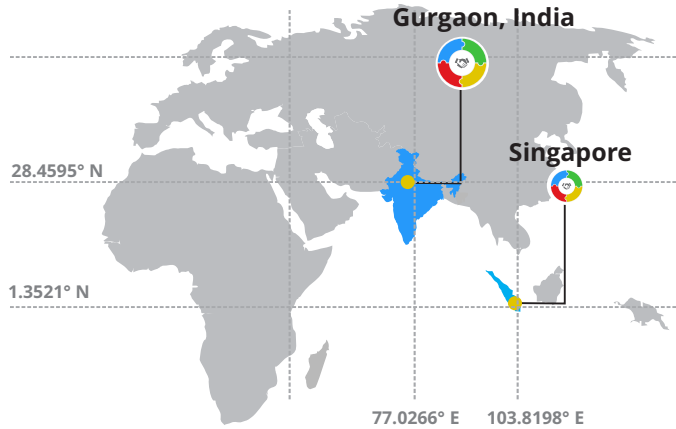 Gurgaon, India
Singapore
28.4595° N
1.3521° N
77.0266° E
103.8198° E